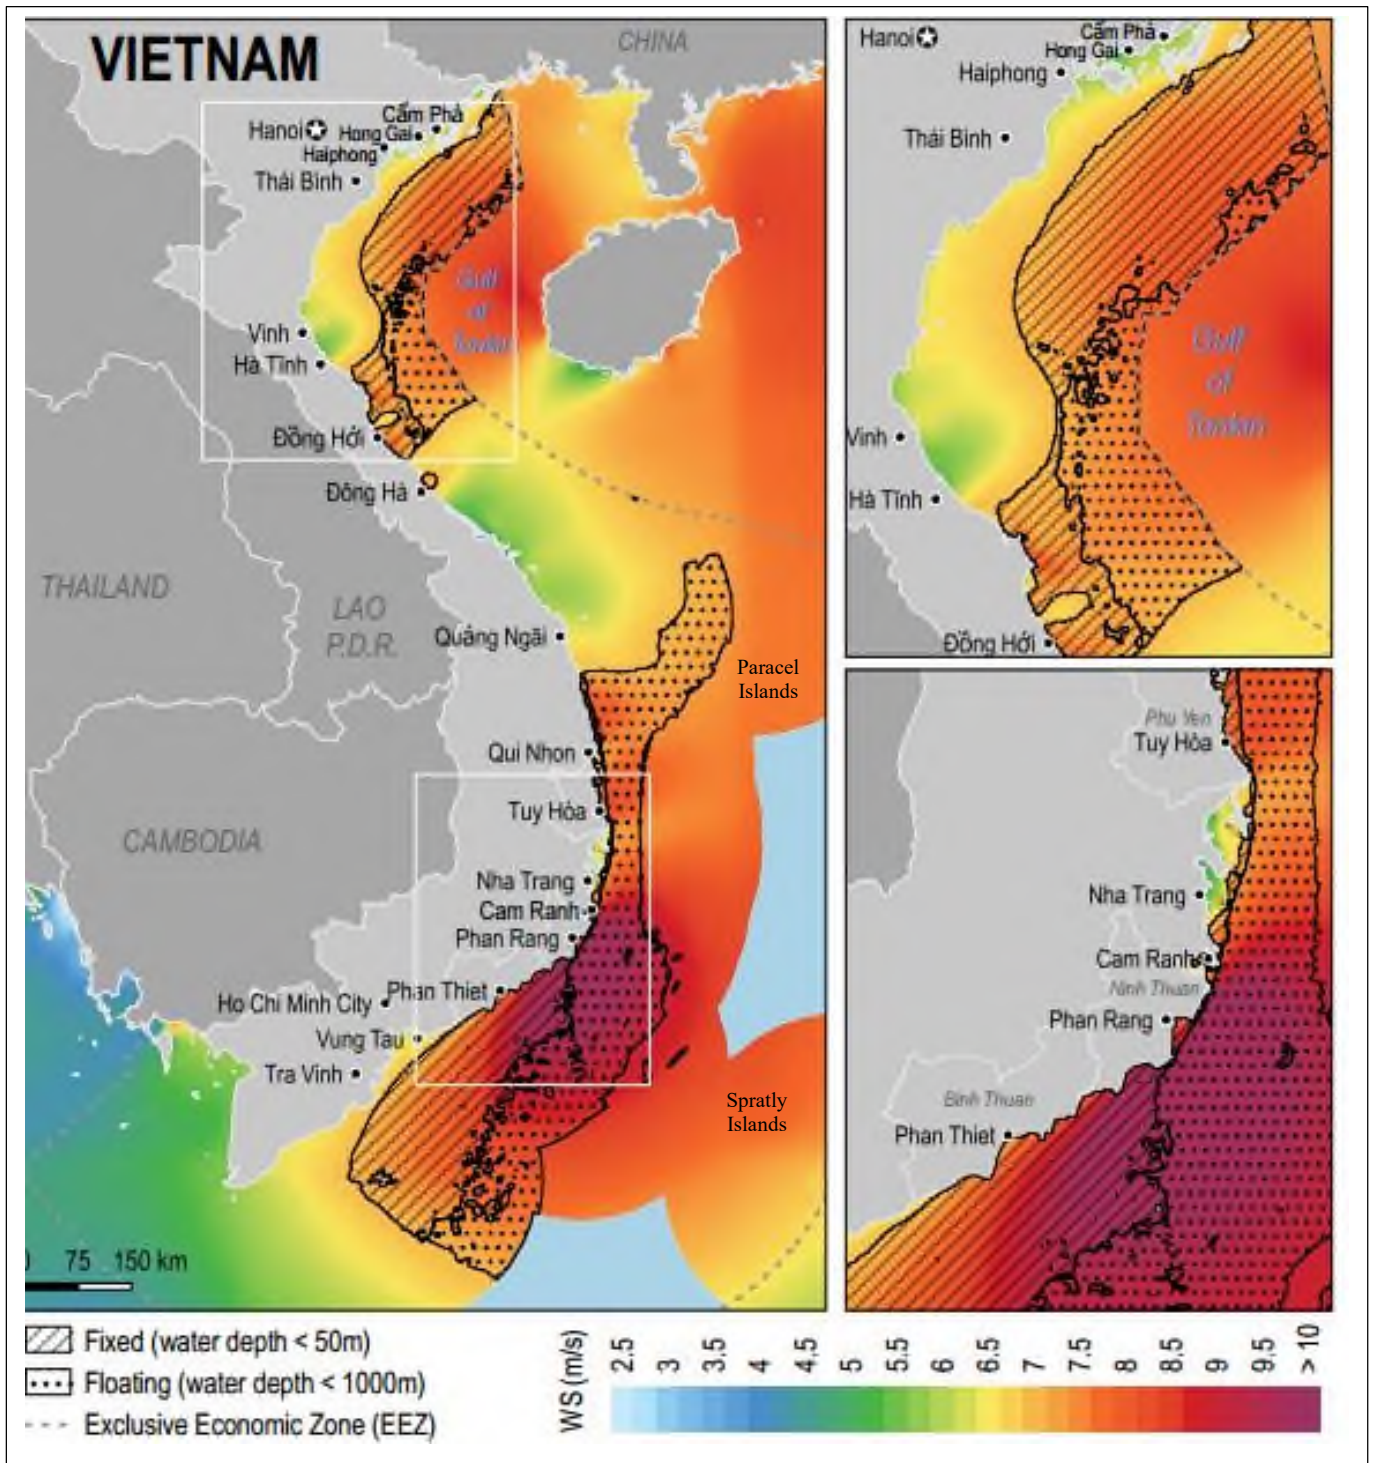 VIETNAM
CHINA
Cẩm Phả
Hanoi
Hong Gai
Haiphong
Thái Bình
Gulf
of
Tonkin
Vinh
Hà Tĩnh
Đồng Hới
Đông Hà
THAILAND
LAO
P.D.R.
Quảng Ngãi
Paracel
Islands
Qui Nhon
Tuy Hòa
CAMBODIA
Nha Trang
Cam Ranh
Phan Rang
Phan Thiet
Ho Chi Minh City
Vung Tau
Tra Vinh
Spratly
Islands
0 75 150 km
Hanoi
Cẩm Phả
Hong Gai
Haiphong
Thái Bình
Gulf
of
Tonkin
Vinh
Hà Tĩnh
Đồng Hới
Phu Yen
Tuy Hòa
Nha Trang
Cam Ranh
Ninh Thuan
Phan Rang
Binh Thuan
Phan Thiet
Fixed (water depth < 50m)
Floating (water depth < 1000m)
Exclusive Economic Zone (EEZ)
WS (m/s)
2.5 3 3.5 4 4.5 5 5.5 6 6.5 7 7.5 8 8.5 9 9.5 > 10